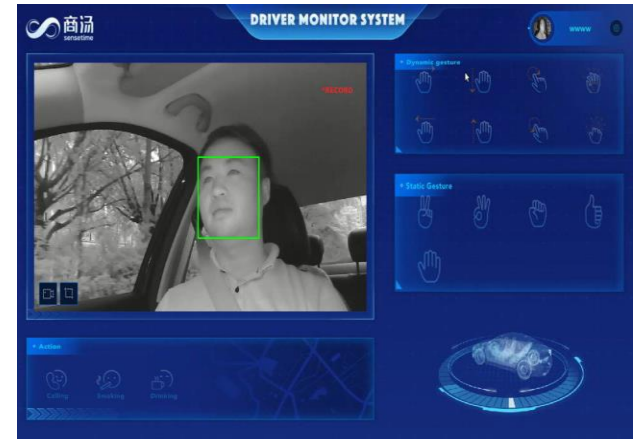 商汤
sensetime
DRIVER MONITOR SYSTEM
wwww
• Dynamic gesture
*RECORD
• Static Gesture
• Action
Calling
Smoking
Drinking